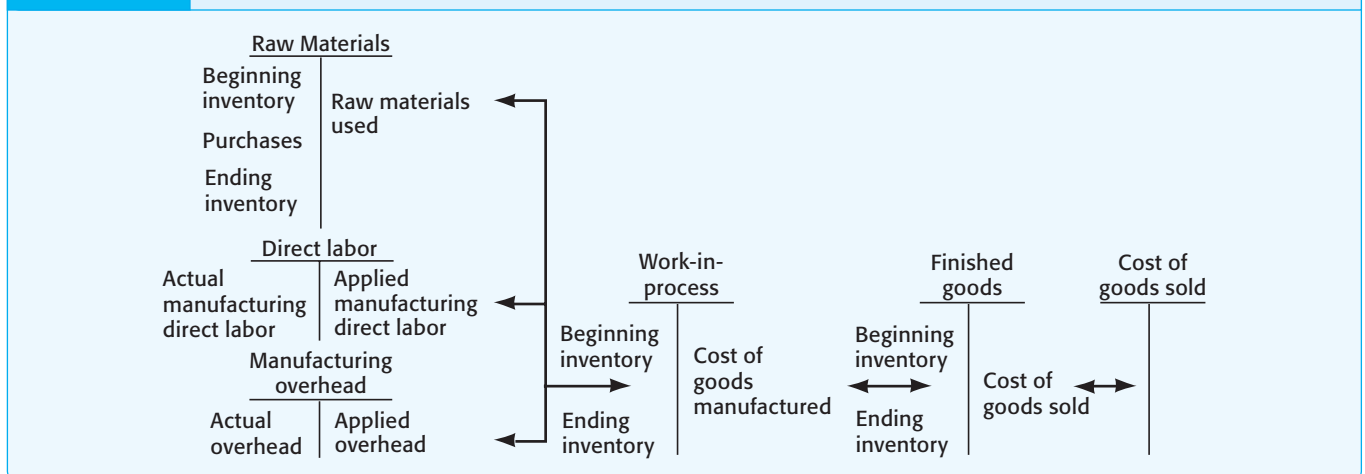 Raw Materials
Beginning
inventory
Purchases
Ending
inventory
Raw materials
used
Direct labor
Actual
manufacturing
direct labor
Applied
manufacturing
direct labor
Manufacturing
overhead
Actual
overhead
Applied
overhead
Work-in-
process
Beginning
inventory
Ending
inventory
Cost of
goods
manufactured
Finished
goods
Beginning
inventory
Ending
inventory
Cost of
goods sold
Cost of
goods sold